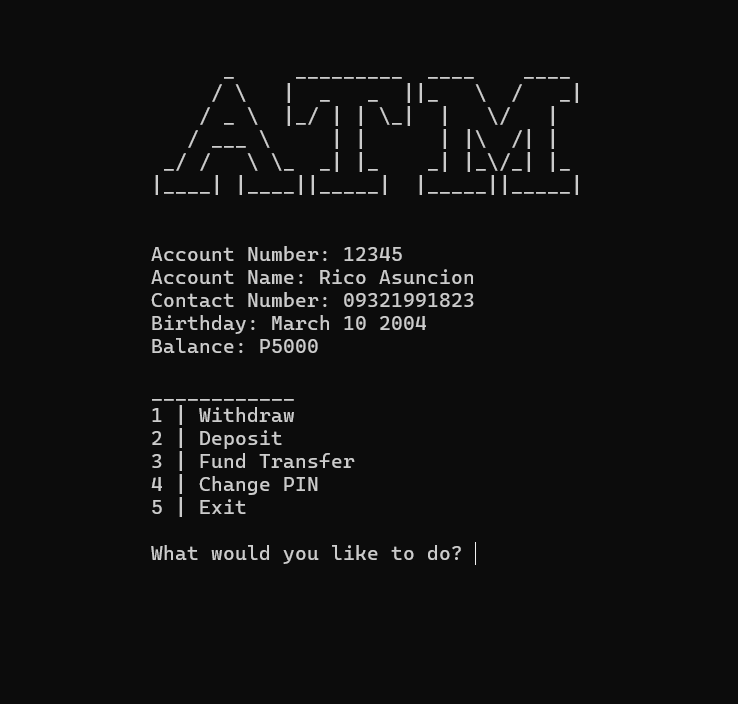 ATM
Account Number: 12345
Account Name: Rico Asuncion
Contact Number: 09321991823
Birthday: March 10 2004
Balance: P5000
____________
1 | Withdraw
2 | Deposit
3 | Fund Transfer
4 | Change PIN
5 | Exit
What would you like to do?